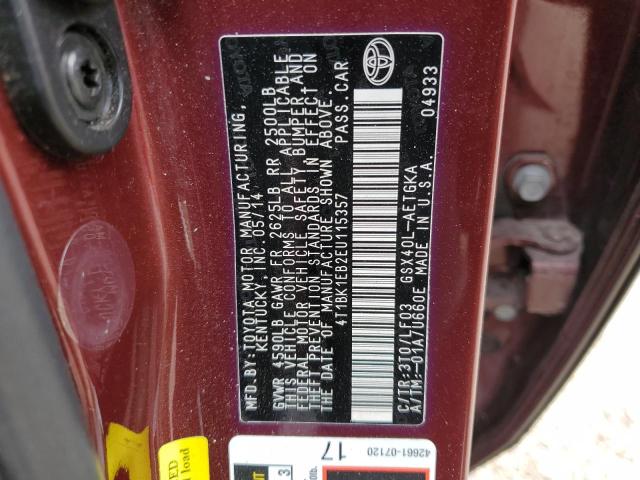 MFD. BY: TOYOTA MOTOR MANUFACTURING,
KENTUCKY, INC. 05/14
GVWR 4590LB GAWR FR 2625LB RR 2500LB
THIS VEHICLE CONFORMS TO ALL APPLICABLE
FEDERAL MOTOR VEHICLE SAFETY BUMPER, AND
THEFT PREVENTION STANDARDS IN EFFECT ON
THE DATE OF MANUFACTURE SHOWN ABOVE.
4T1BK1EB2EU115357 PASS. CAR
04933
C/TR:3T0/LF03 GSX40L-AETGKA
A/TM:-01A/U660E MADE IN U.S.A.
42661-07120
17
3
load